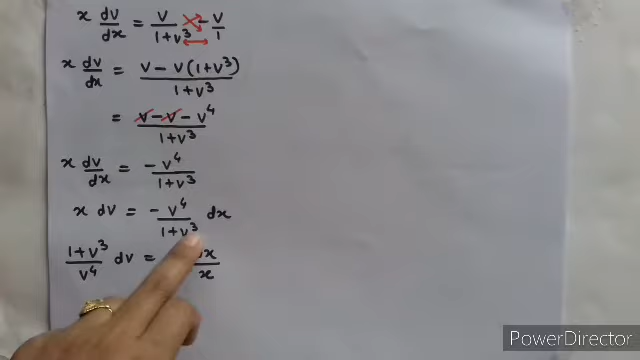 x dv/dx = v/1+v³ - v/1
x dv/dx = v - v(1+v³)/1+v³
= v - v - v⁴/1+v³
x dv/dx = - v⁴/1+v³
x dv = - v⁴/1+v³ dx
1+v³/v⁴ dv = dx/x
PowerDirector